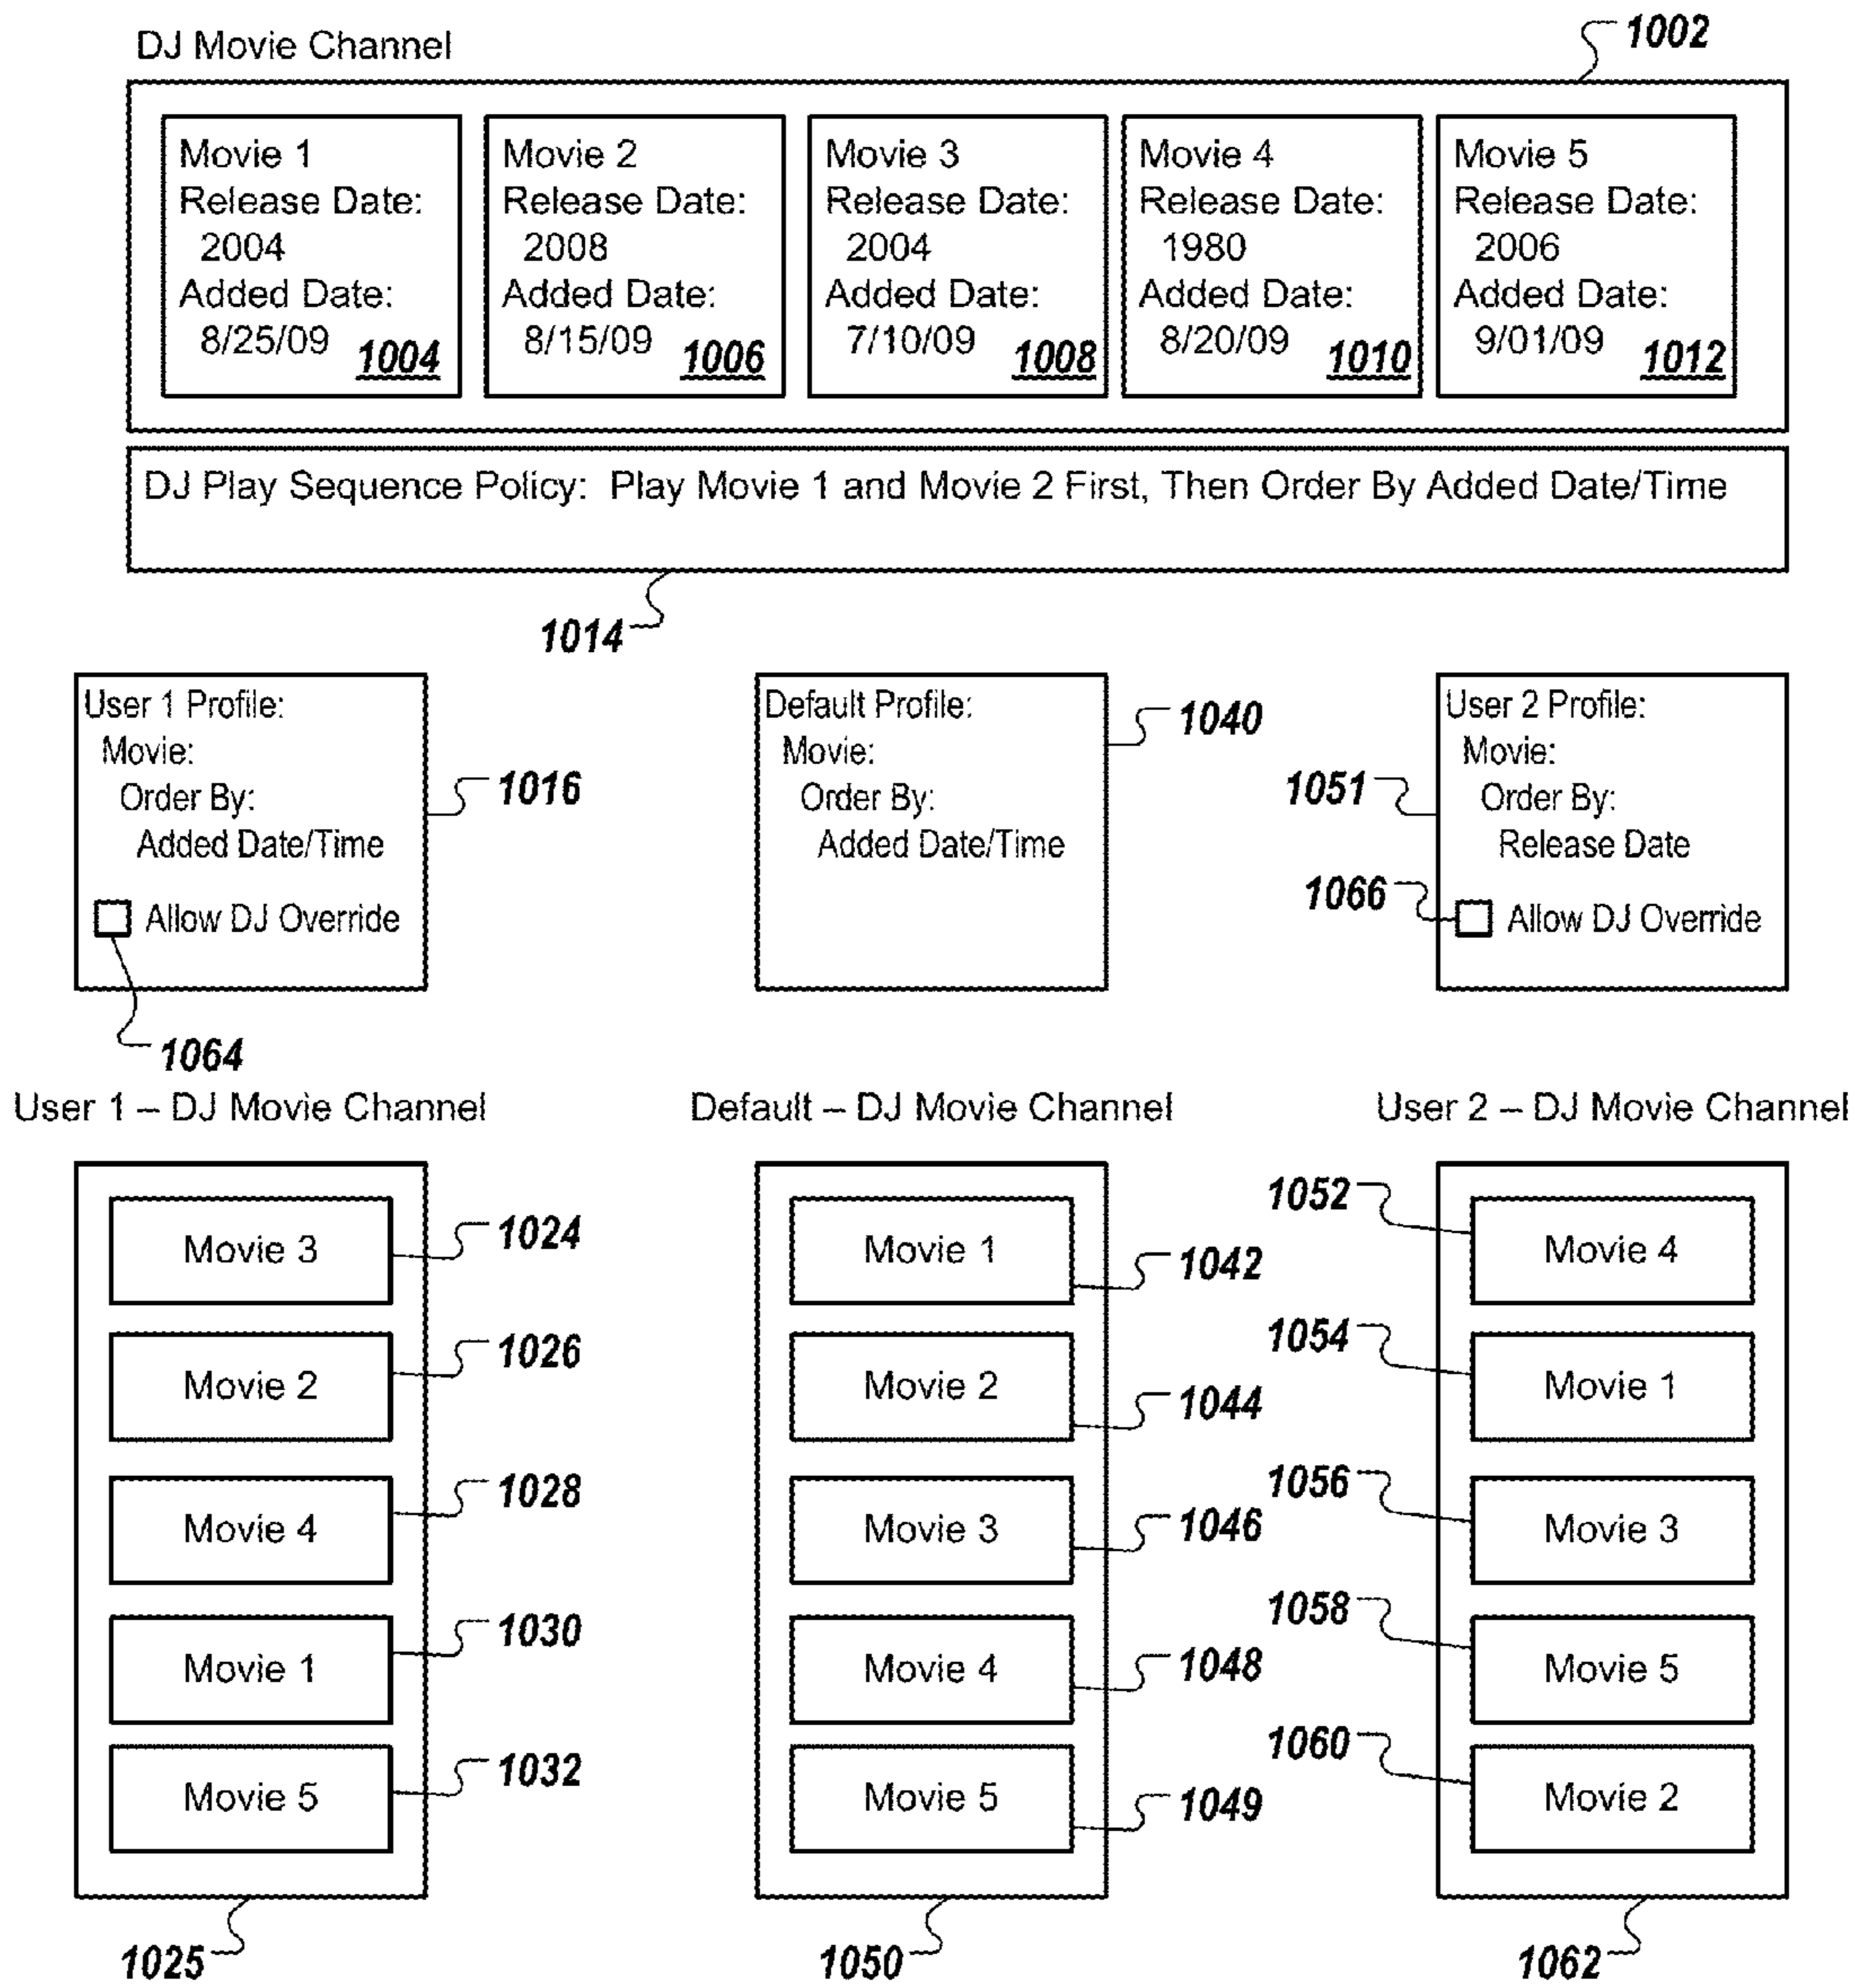 DJ Movie Channel
1002
Movie 1
Release Date:
2004
Added Date:
8/25/09 1004
Movie 2
Release Date:
2008
Added Date:
8/15/09 1006
Movie 3
Release Date:
2004
Added Date:
7/10/09 1008
Movie 4
Release Date:
1980
Added Date:
8/20/09 1010
Movie 5
Release Date:
2006
Added Date:
9/01/09 1012
DJ Play Sequence Policy: Play Movie 1 and Movie 2 First, Then Order By Added Date/Time
1014
User 1 Profile:
Movie:
Order By:
Added Date/Time
Allow DJ Override
1016
1064
Default Profile:
Movie:
Order By:
Added Date/Time
1040
User 2 Profile:
Movie:
Order By:
Release Date
Allow DJ Override
1051
1066
User 1 – DJ Movie Channel
Movie 3 1024
Movie 2 1026
Movie 4 1028
Movie 1 1030
Movie 5 1032
1025
Default – DJ Movie Channel
Movie 1 1042
Movie 2 1044
Movie 3 1046
Movie 4 1048
Movie 5 1049
1050
User 2 – DJ Movie Channel
1052 Movie 4
1054 Movie 1
1056 Movie 3
1058 Movie 5
1060 Movie 2
1062